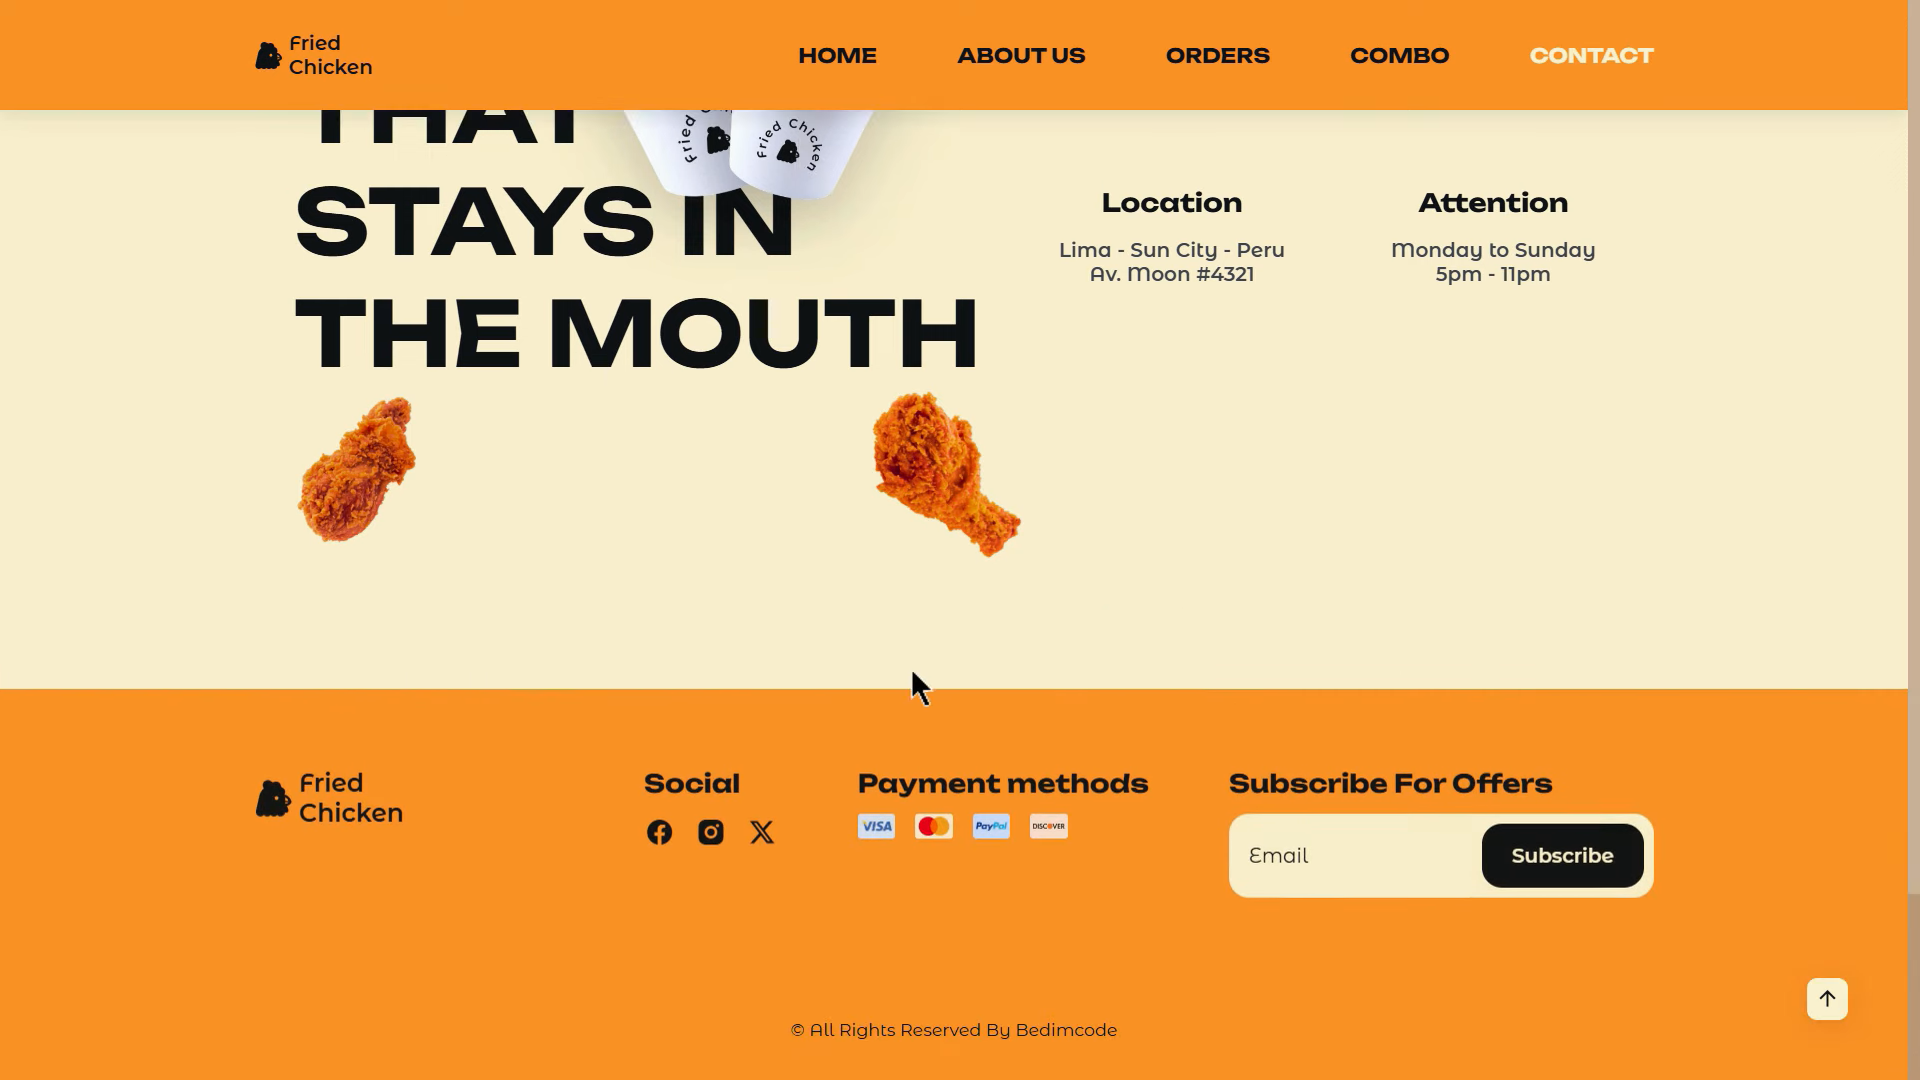 Fried
Chicken
HOME
ABOUT US
ORDERS
COMBO
CONTACT
THAT
STAYS IN
THE MOUTH
Fried
Fried Chicken
Location
Lima - Sun City - Peru
Av. Moon #4321
Attention
Monday to Sunday
5pm - 11pm
Fried
Chicken
Social
Payment methods
VISA
PayPal
DISCOVER
Subscribe For Offers
Email
Subscribe
© All Rights Reserved By Bedimcode